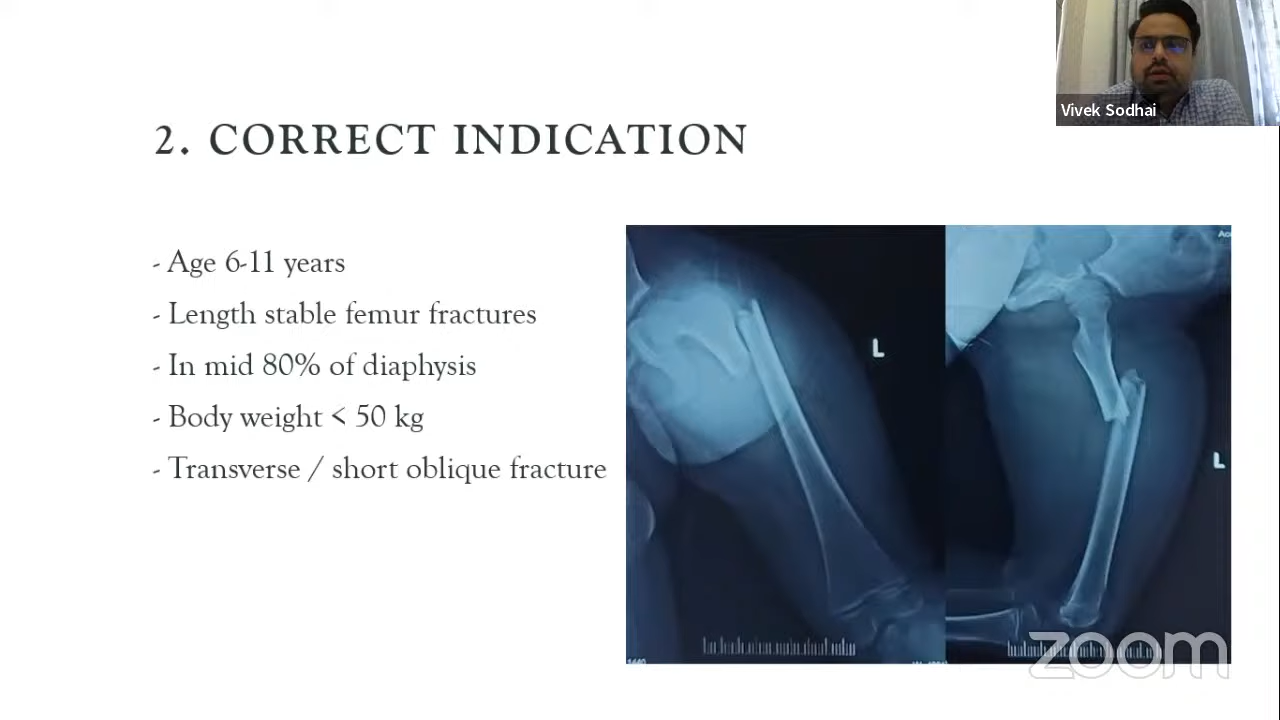 Vivek Sodhai
2. CORRECT INDICATION
- Age 6-11 years
- Length stable femur fractures
- In mid 80% of diaphysis
- Body weight < 50 kg
- Transverse / short oblique fracture
L
L
zoom